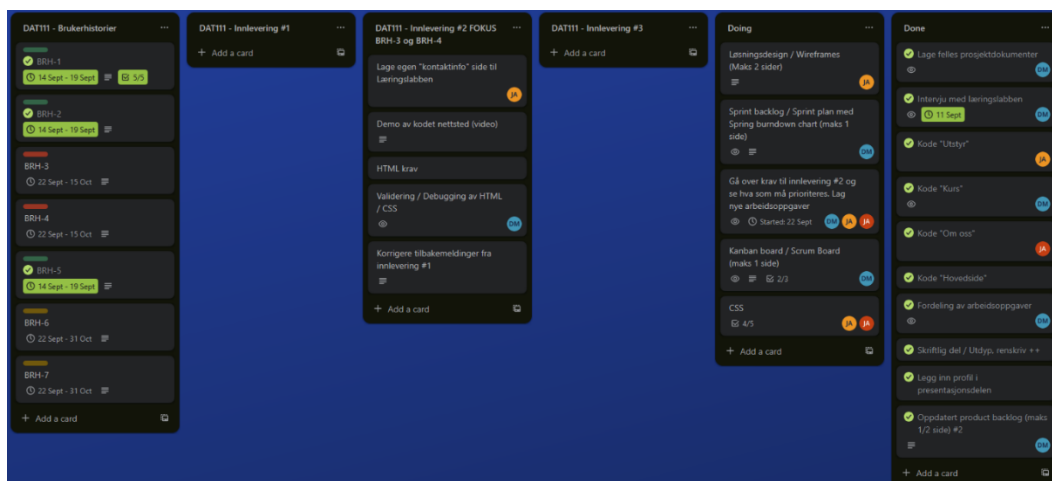 DAT111 - Brukerhistorier
BRH-1
14 Sept - 19 Sept
5/5
BRH-2
14 Sept - 19 Sept
BRH-3
22 Sept - 15 Oct
BRH-4
22 Sept - 15 Oct
BRH-5
14 Sept - 19 Sept
BRH-6
22 Sept - 31 Oct
BRH-7
22 Sept - 31 Oct
+ Add a card
DAT111 - Innlevering #1
+ Add a card
DAT111 - Innlevering #2 FOKUS
BRH-3 og BRH-4
Lage egen "kontaktinfo" side til
Læringslabben
JA
Demo av kodet nettsted (video)
HTML krav
Validering / Debugging av HTML
/ CSS
DM
Korrigere tilbakemeldinger fra
innlevering #1
+ Add a card
DAT111 - Innlevering #3
+ Add a card
Doing
Løsningsdesign / Wireframes
(Maks 2 sider)
JA
Sprint backlog / Sprint plan med
Spring burndown chart (maks 1
side)
DM
Gå over krav til innlevering #2 og
se hva som må prioriteres. Lag
nye arbeidsoppgaver
Started: 22 Sept
DM JA JA
Kanban board / Scrum Board
(maks 1 side)
2/3
DM
CSS
4/5
JA JA
+ Add a card
Done
Lage felles prosjektdokumenter
DM
Intervju med læringslabben
11 Sept
DM
Kode "Utstyr"
JA
Kode "Kurs"
DM
Kode "Om oss"
JA
Kode "Hovedside"
Fordeling av arbeidsoppgaver
DM
Skriftlig del / Utdyp, renskriv ++
Legg inn profil i
presentasjonsdelen
Oppdatert product backlog (maks
1/2 side) #2
DM
+ Add a card